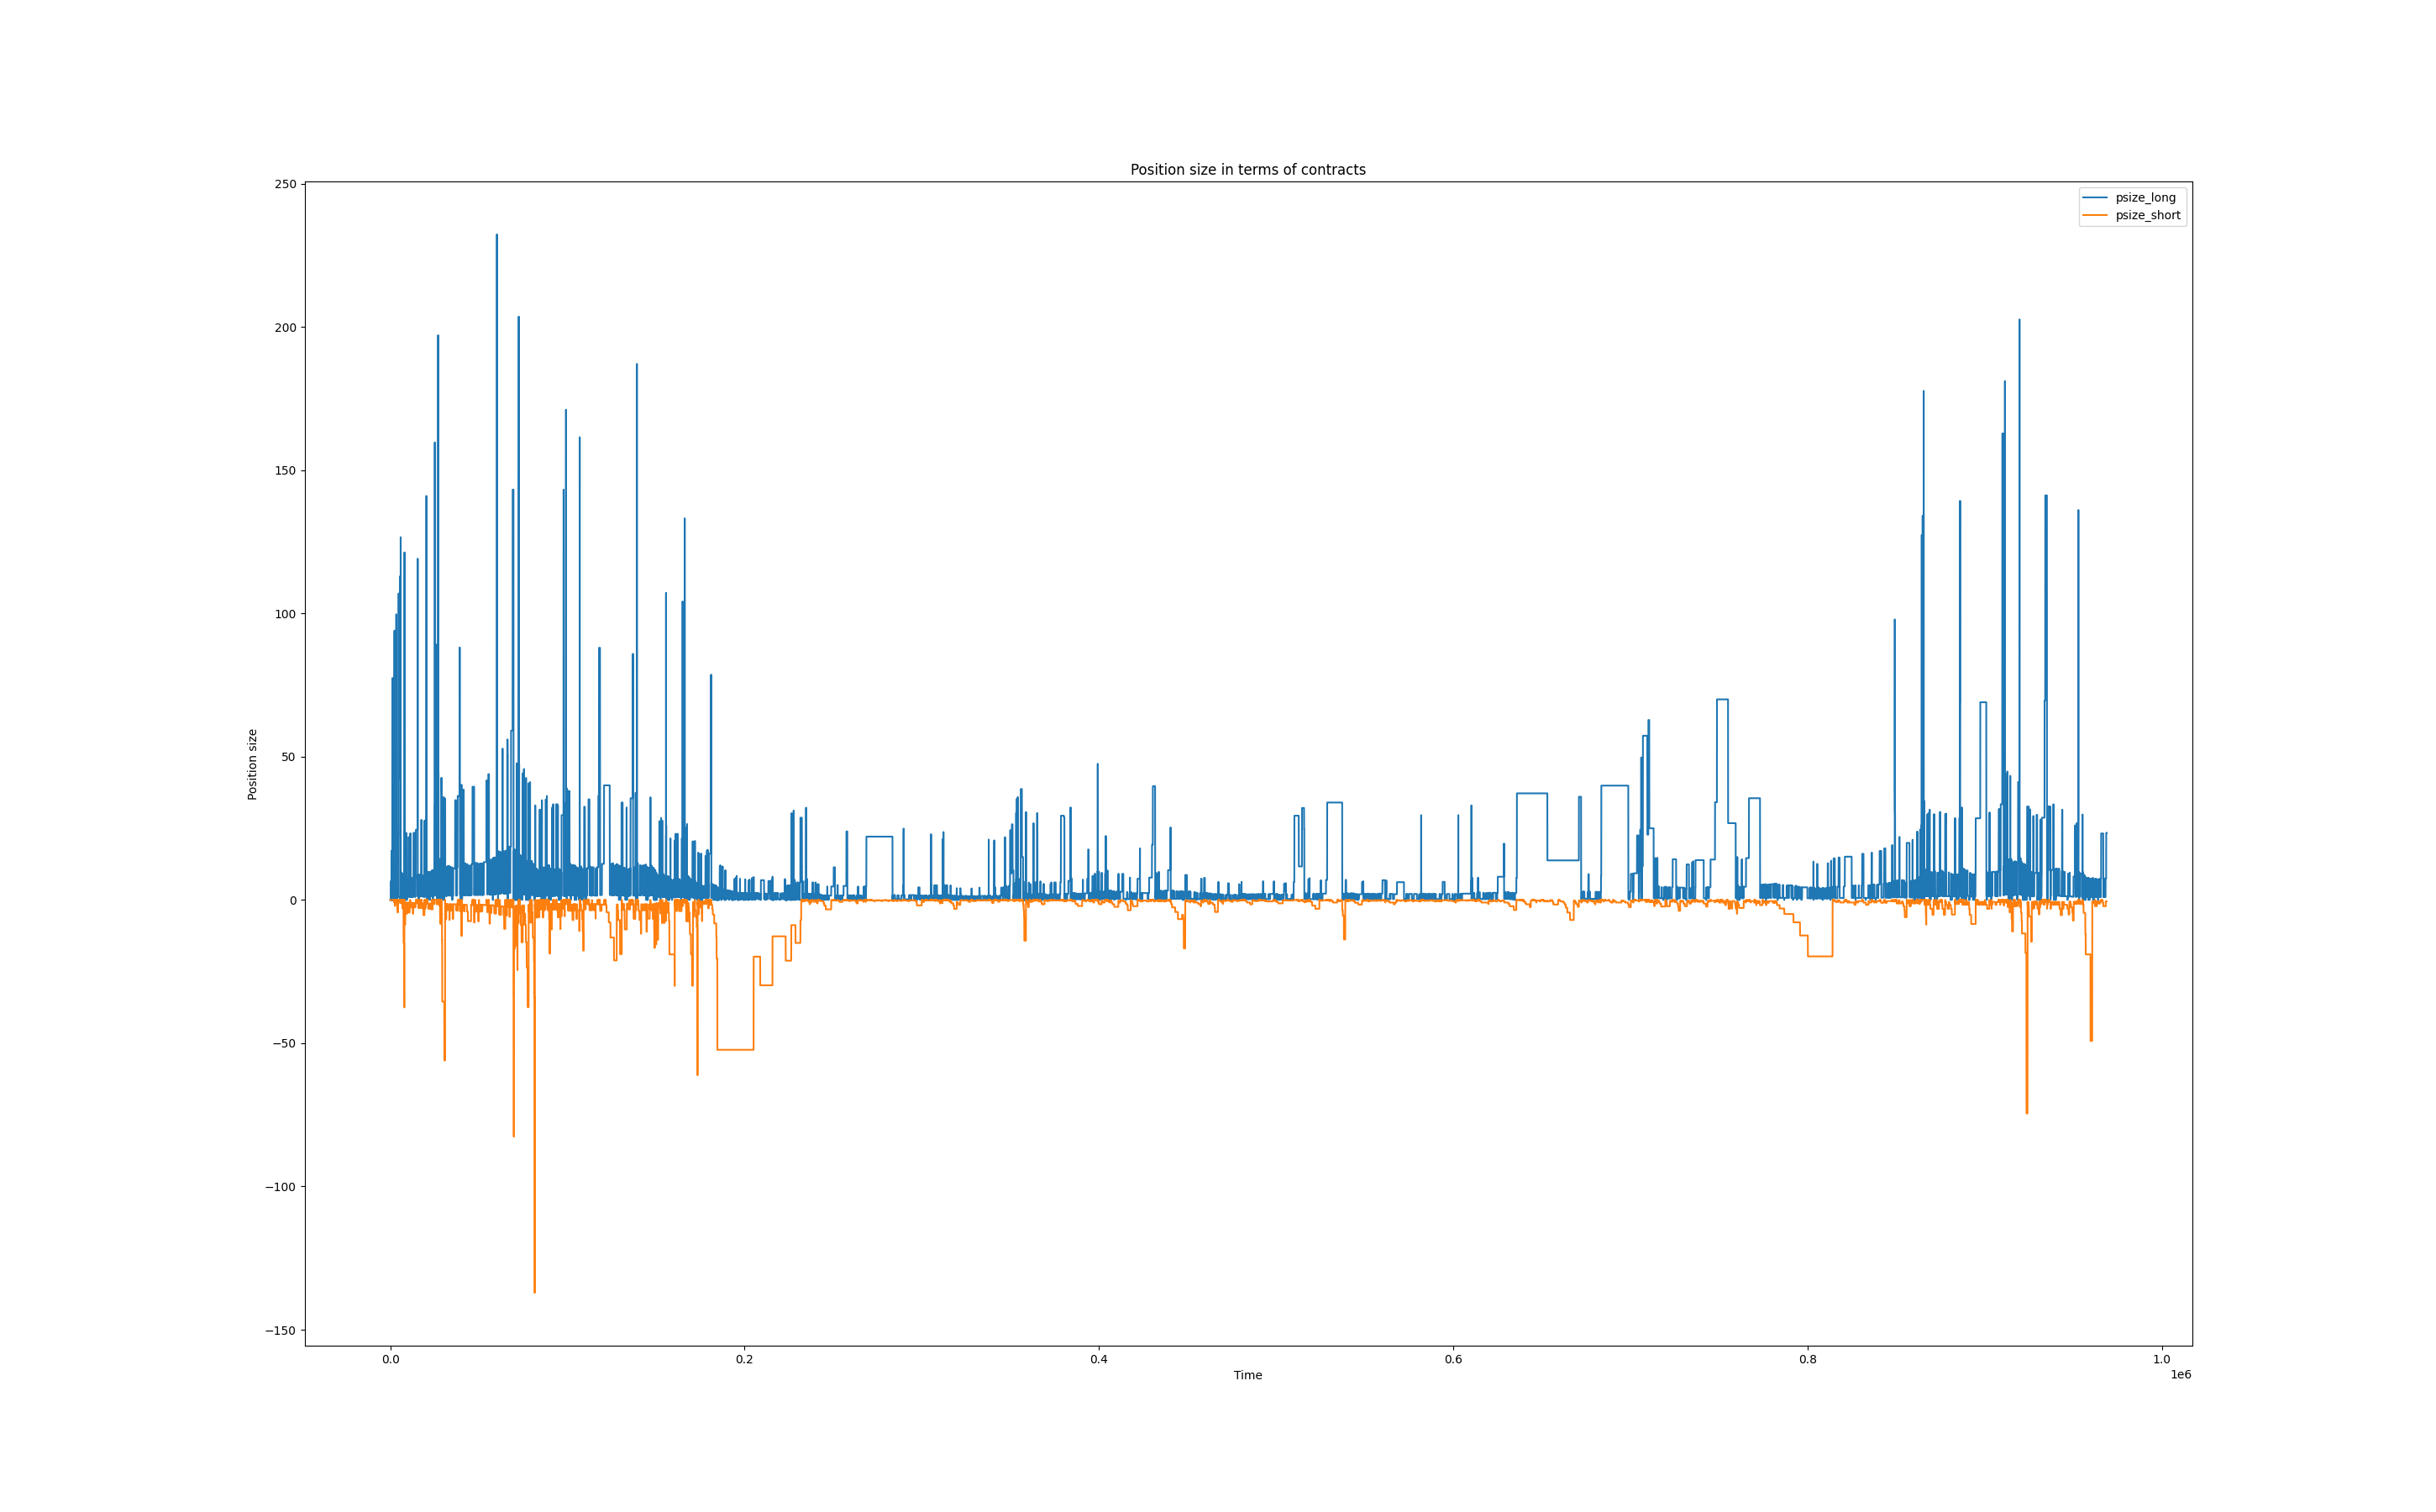 Position size in terms of contracts
psize_long
psize_short
250
200
150
100
50
0
−50
−100
−150
Position size
0.0
0.2
0.4
0.6
0.8
1.0
1e6
Time